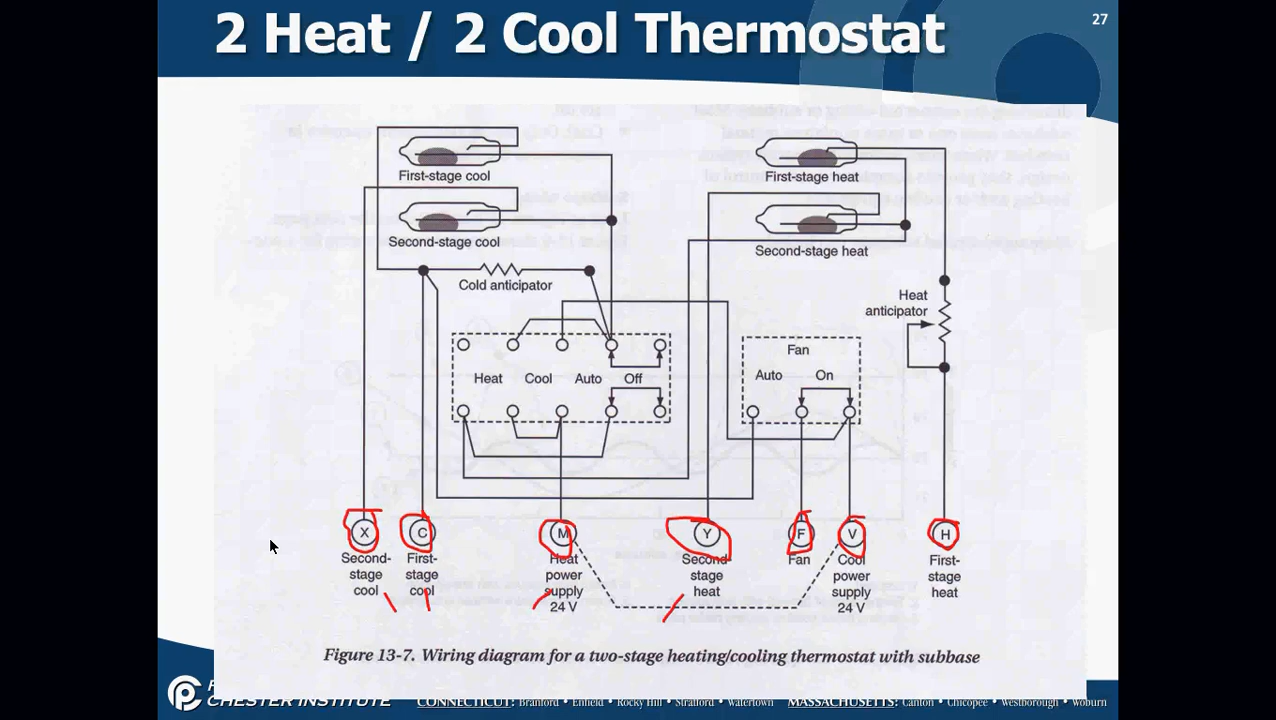 2 Heat / 2 Cool Thermostat
27
First-stage cool
First-stage heat
Second-stage cool
Second-stage heat
Cold anticipator
Heat
anticipator
Fan
Heat Cool Auto Off
Auto On
X C M Y F V H
Second-
stage
cool
First-
stage
cool
Heat
power
supply
24 V
Second
stage
heat
Fan
Cool
power
supply
24 V
First-
stage
heat
Figure 13-7. Wiring diagram for a two-stage heating/cooling thermostat with subbase
CHESTER INSTITUTE
CONNECTICUT: Branford • Enfield • Rocky Hill • Stratford • Watertown
MASSACHUSETTS: Canton • Chicopee • Westborough • Woburn